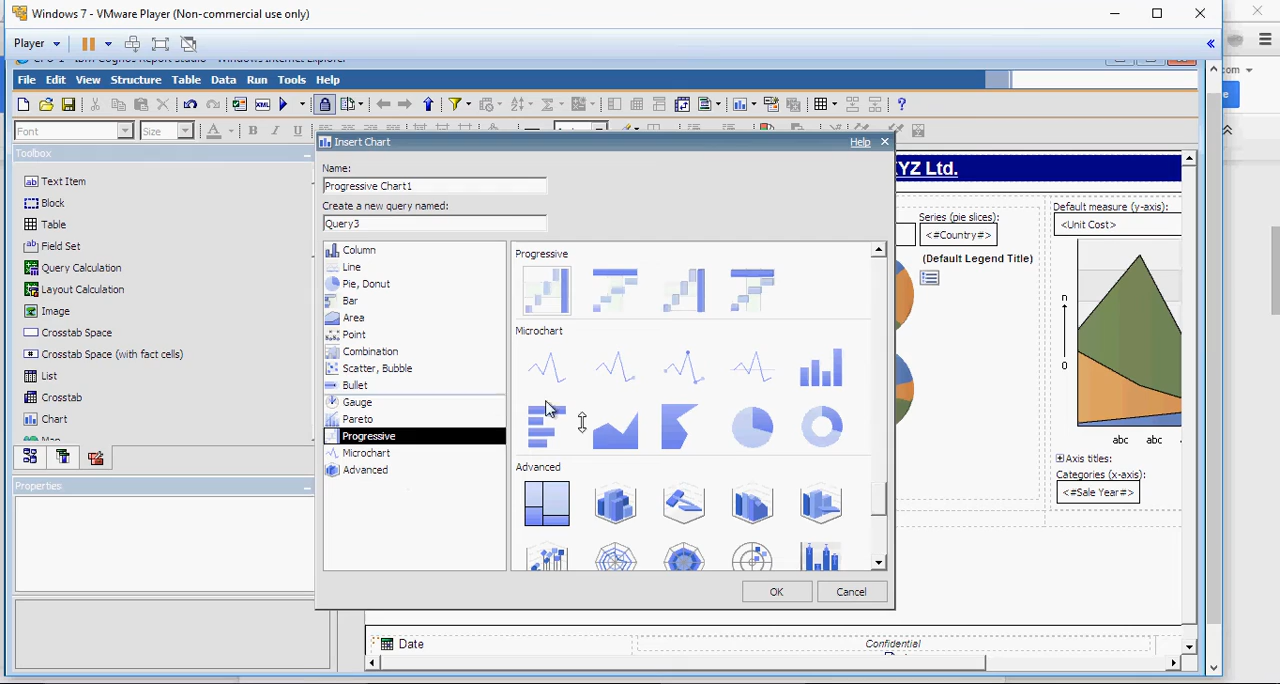 Windows 7 - VMware Player (Non-commercial use only)
Player
File Edit View Structure Table Data Run Tools Help
Font Size
Toolbox
Text Item
Block
Table
Field Set
Query Calculation
Layout Calculation
Image
Crosstab Space
Crosstab Space (with fact cells)
List
Crosstab
Chart
Properties
Insert Chart Help
Name:
Progressive Chart1
Create a new query named:
Query3
Column
Line
Pie, Donut
Bar
Area
Point
Combination
Scatter, Bubble
Bullet
Gauge
Pareto
Progressive
Microchart
Advanced
Progressive
Microchart
Advanced
OK Cancel
YZ Ltd.
Series (pie slices):
<#Country#>
(Default Legend Title)
Default measure (y-axis):
<Unit Cost>
n
0
abc abc
Axis titles:
Categories (x-axis):
<#Sale Year#>
Date
Confidential
com